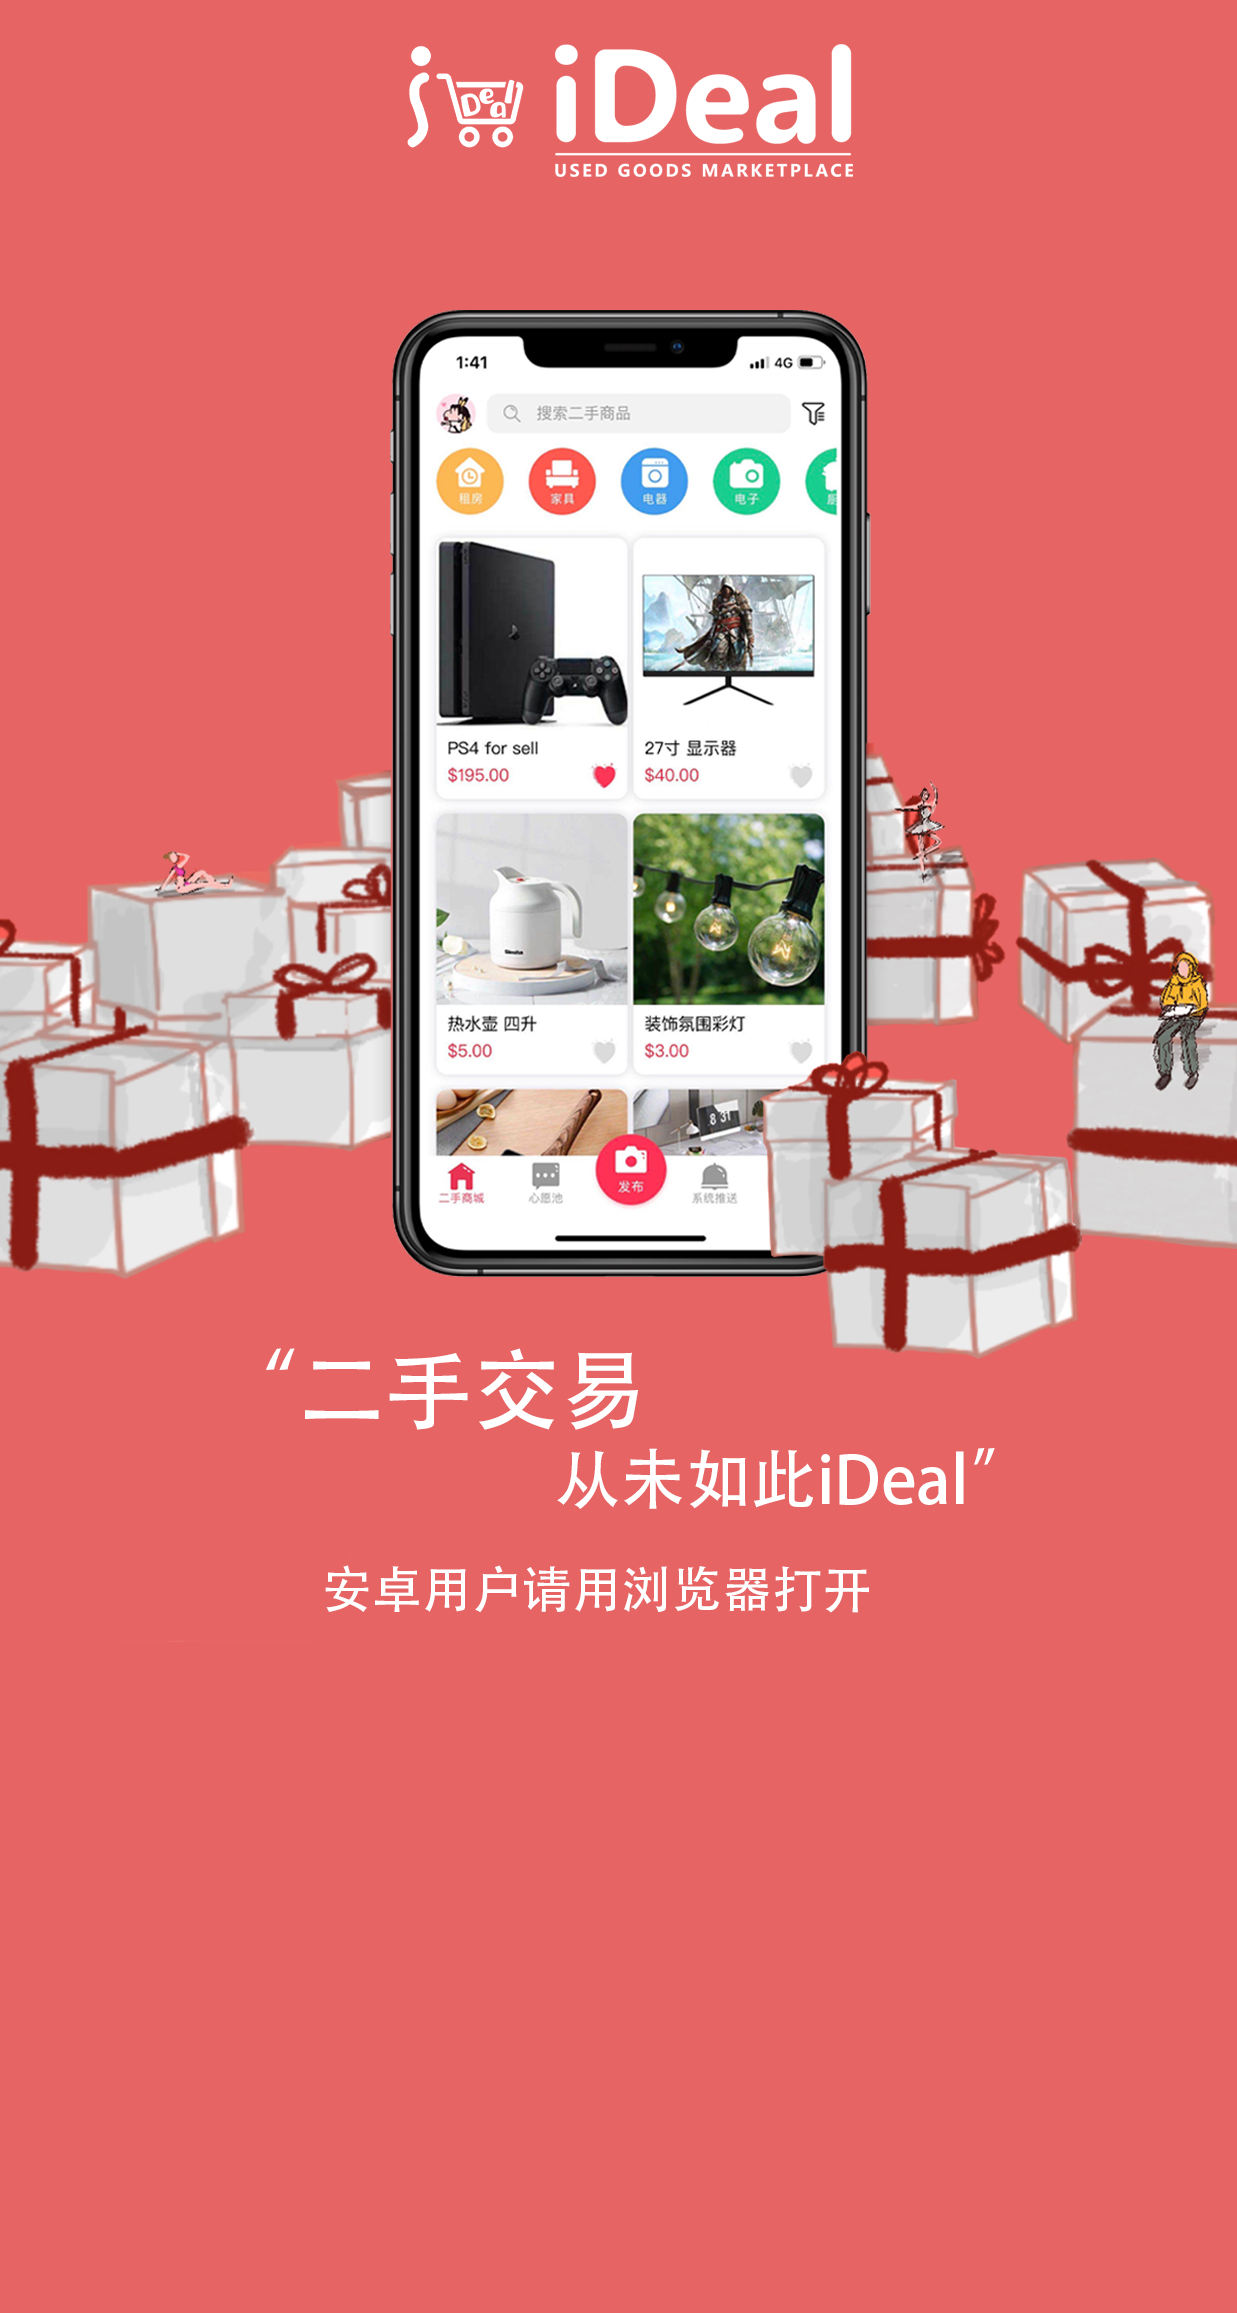 iDeal
Deal
USED GOODS MARKETPLACE
1:41
4G
搜索二手商品
租房
家具
电器
电子
PS4 for sell
$195.00
27寸 显示器
$40.00
热水壶 四升
$5.00
装饰氛围彩灯
$3.00
8 31
二手商城
心愿池
发布
系统推送
“二手交易
从未如此iDeal”
安卓用户请用浏览器打开